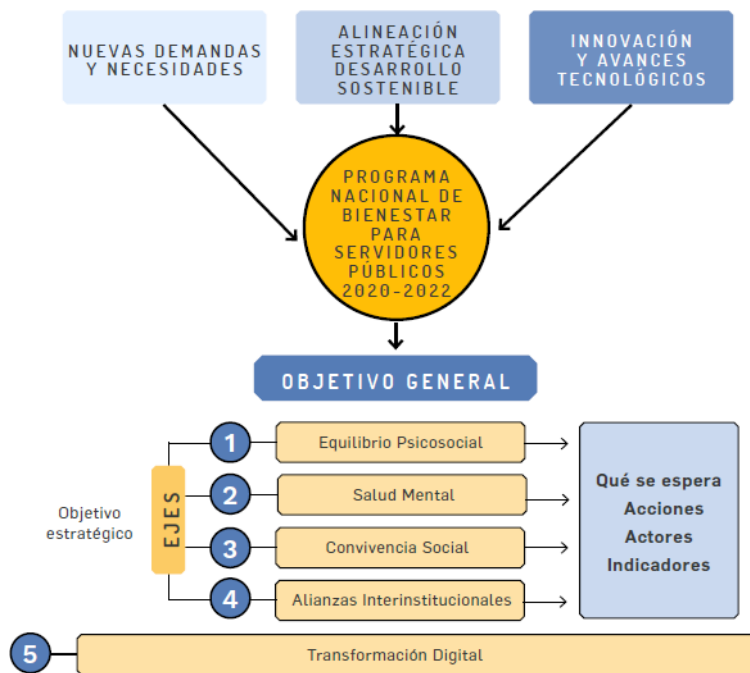 NUEVAS DEMANDAS
Y NECESIDADES
ALINEACIÓN
ESTRATÉGICA
DESARROLLO
SOSTENIBLE
INNOVACIÓN
Y AVANCES
TECNOLÓGICOS
PROGRAMA
NACIONAL DE
BIENESTAR
PARA
SERVIDORES
PÚBLICOS
2020-2022
OBJETIVO GENERAL
Objetivo
estratégico
EJES
1
Equilibrio Psicosocial
2
Salud Mental
3
Convivencia Social
4
Alianzas Interinstitucionales
Qué se espera
Acciones
Actores
Indicadores
5
Transformación Digital